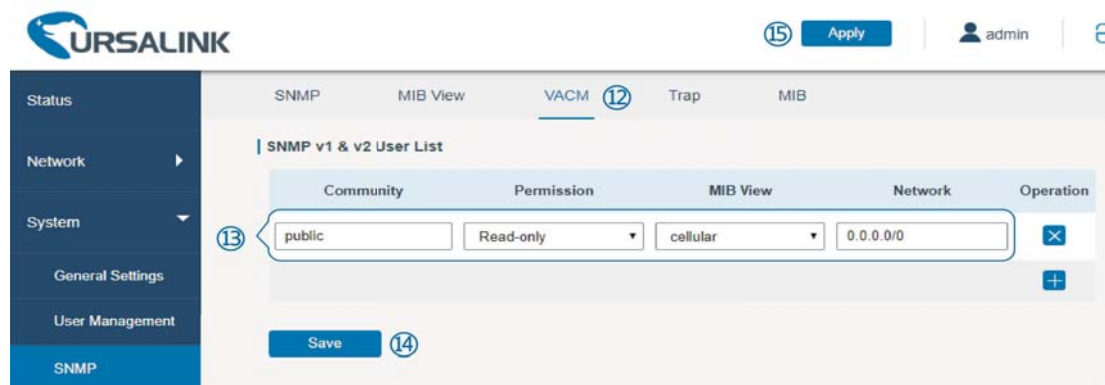 URSALINK
⑮ Apply admin
Status
SNMP MIB View VACM ⑫ Trap MIB
SNMP v1 & v2 User List
Network
Community Permission MIB View Network Operation
System
⑬ public Read-only cellular 0.0.0.0/0
General Settings
User Management
Save ⑭
SNMP